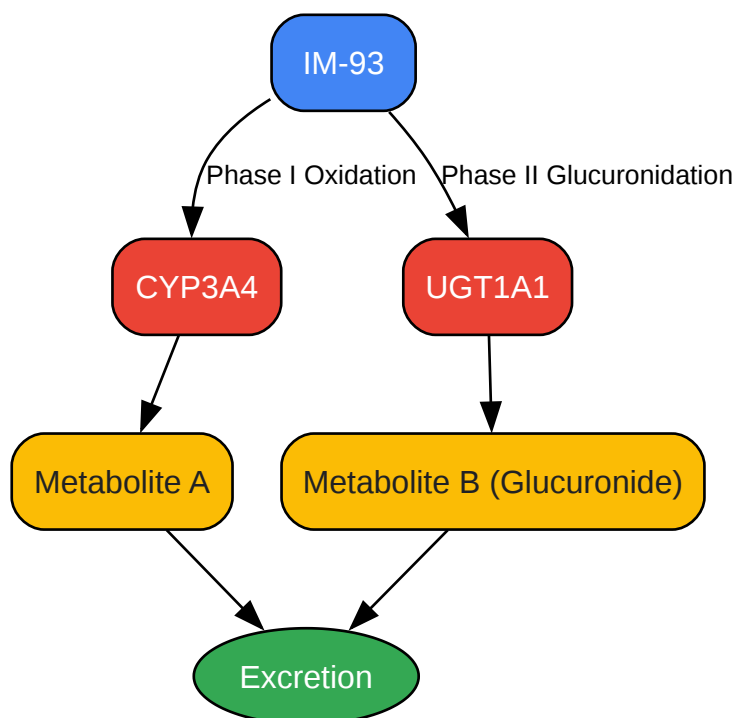 IM-93
Phase I Oxidation
Phase II Glucuronidation
CYP3A4
UGT1A1
Metabolite A
Metabolite B (Glucuronide)
Excretion